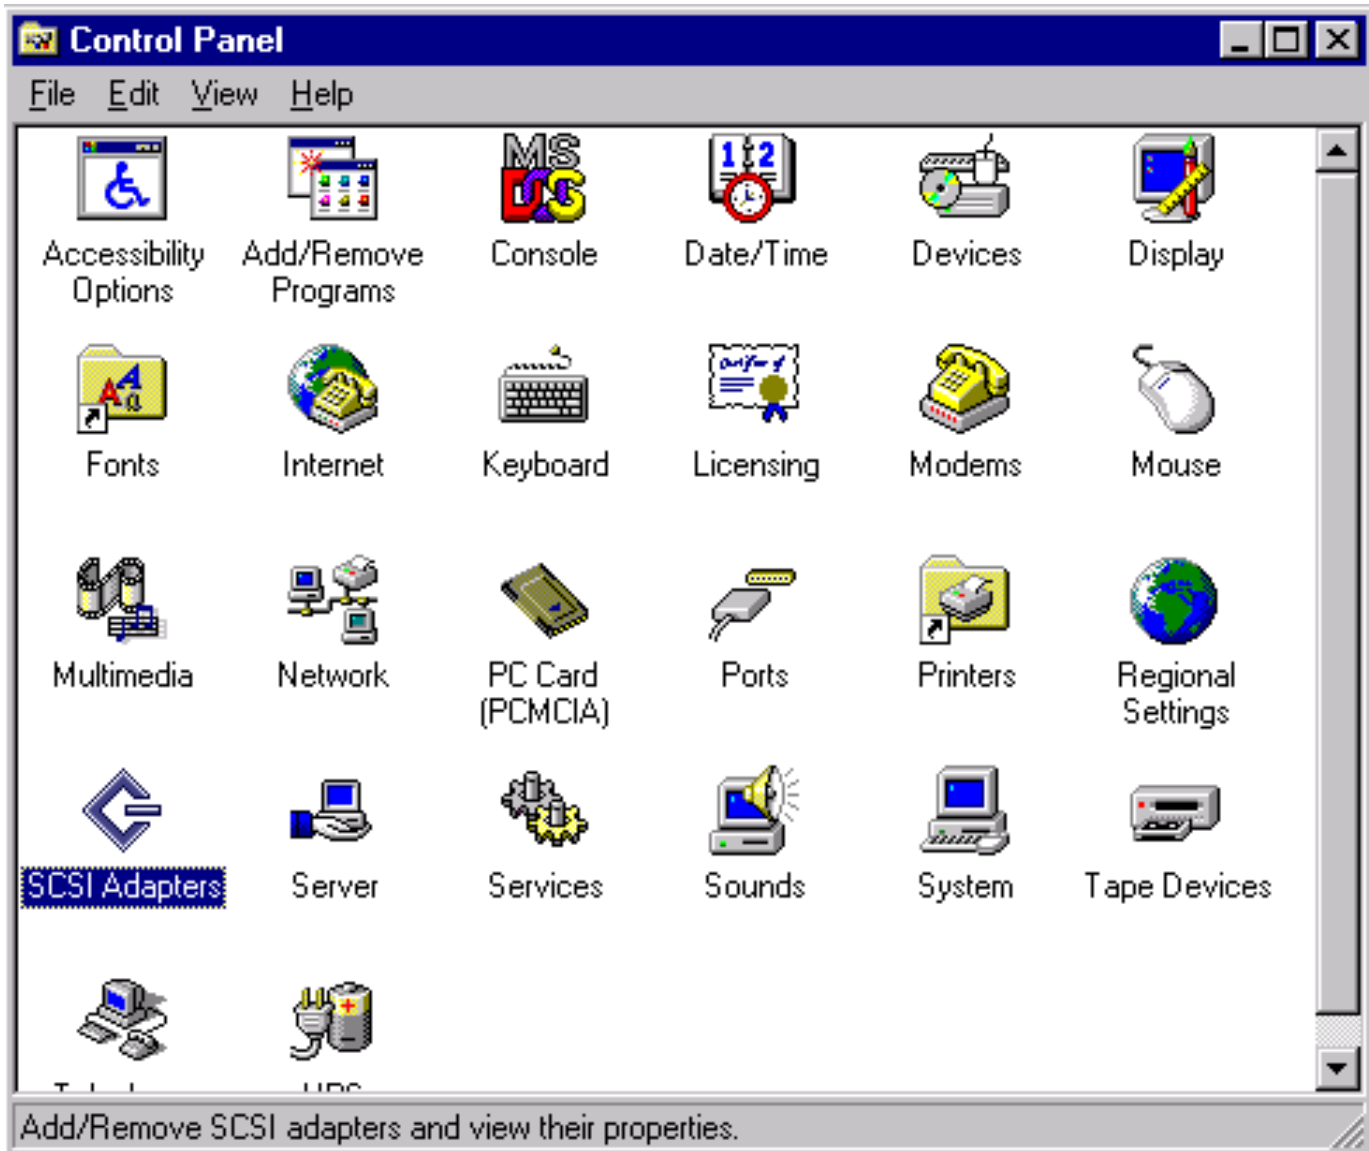 Control Panel
File Edit View Help
MS
DOS
1 12
Accessibility Options
Add/Remove Programs
Console
Date/Time
Devices
Display
Fonts
Internet
Keyboard
Licensing
Modems
Mouse
Multimedia
Network
PC Card (PCMCIA)
Ports
Printers
Regional Settings
SCSI Adapters
Server
Services
Sounds
System
Tape Devices
UPS
Add/Remove SCSI adapters and view their properties.